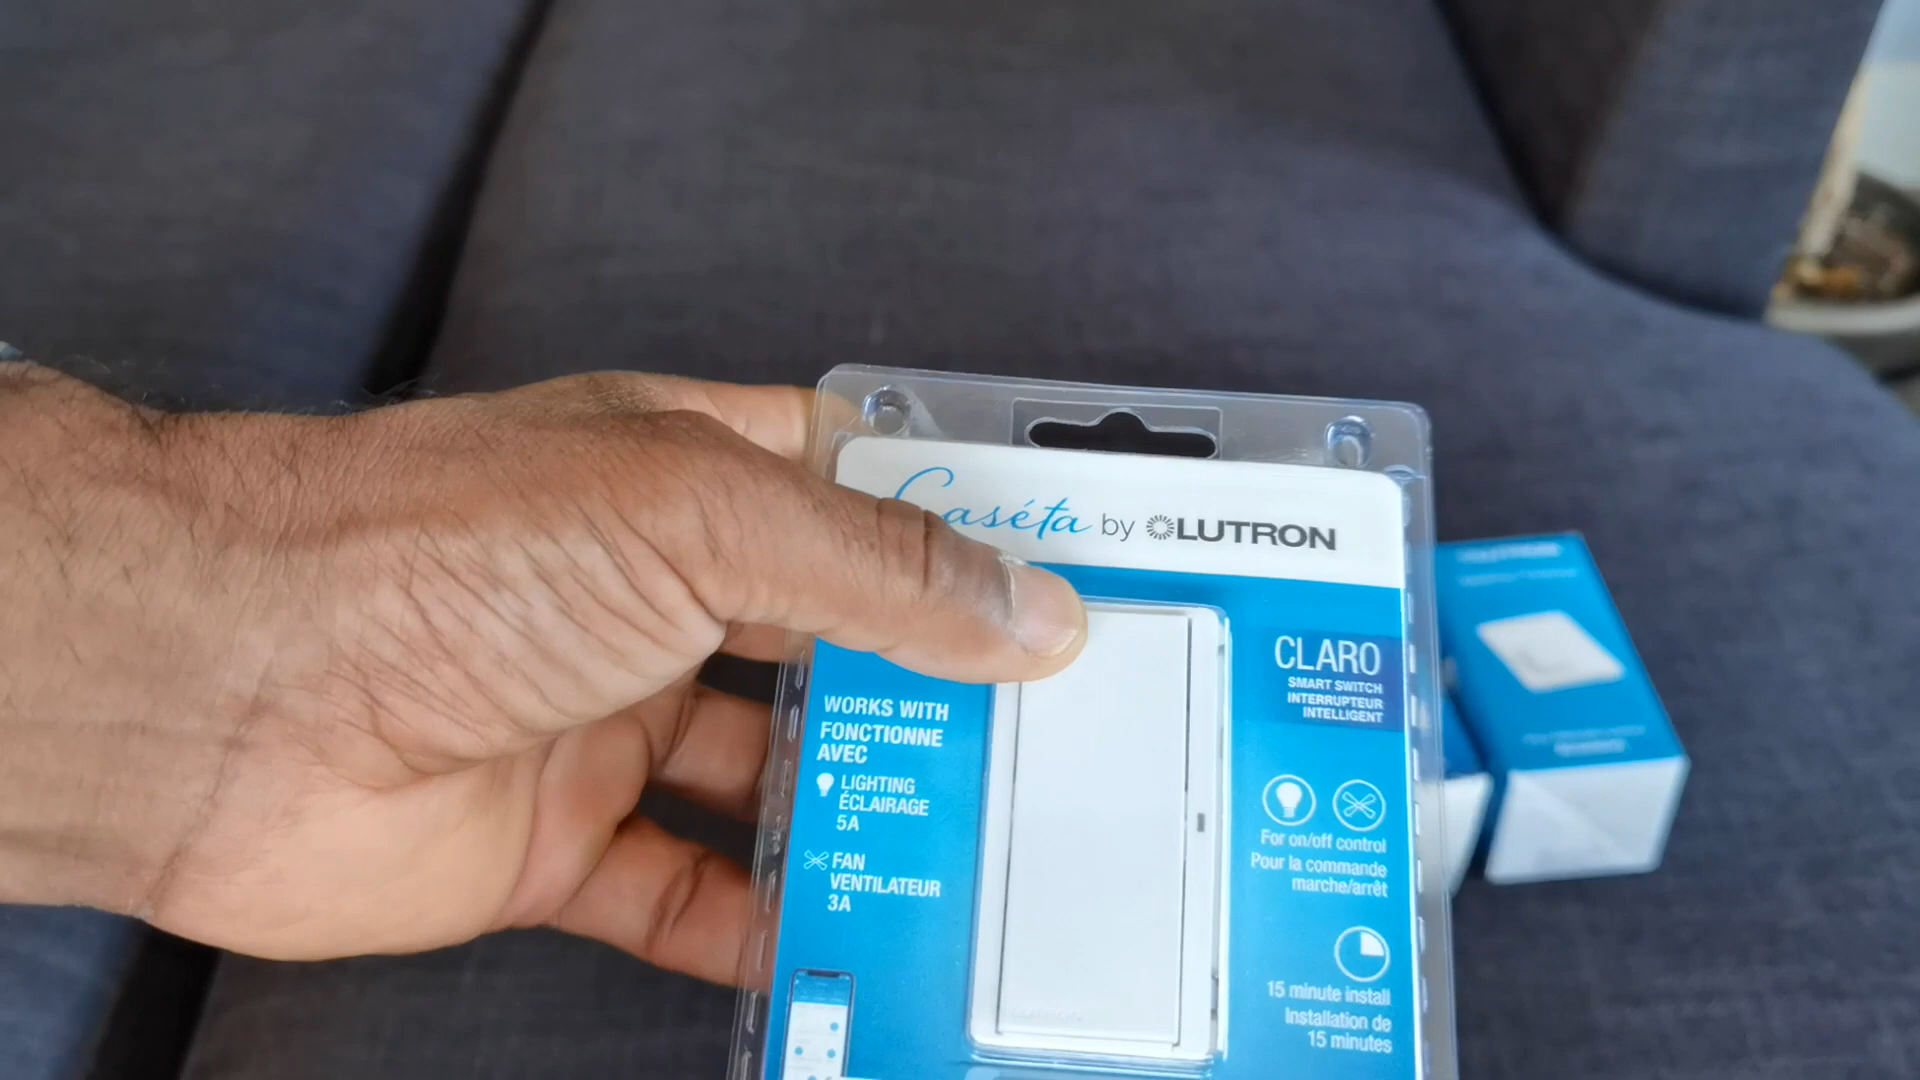 Caséta by LUTRON
CLARO
SMART SWITCH
INTERRUPTEUR
INTELLIGENT
WORKS WITH
FONCTIONNE
AVEC
LIGHTING
ÉCLAIRAGE
5A
FAN
VENTILATEUR
3A
For on/off control
Pour la commande
marche/arrêt
15 minute install
Installation de
15 minutes
LUTRON